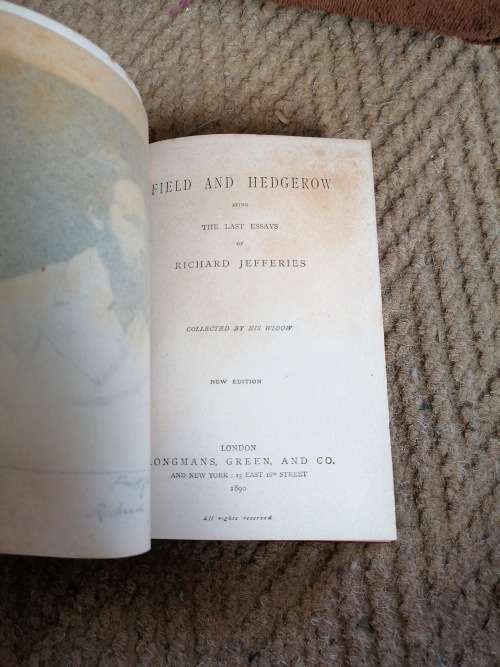 FIELD AND HEDGEROW
BEING
THE LAST ESSAYS
OF
RICHARD JEFFERIES
COLLECTED BY HIS WIDOW
NEW EDITION
LONDON
LONGMANS, GREEN, AND CO.
AND NEW YORK : 15 EAST 16th STREET
1890
All rights reserved
Richard